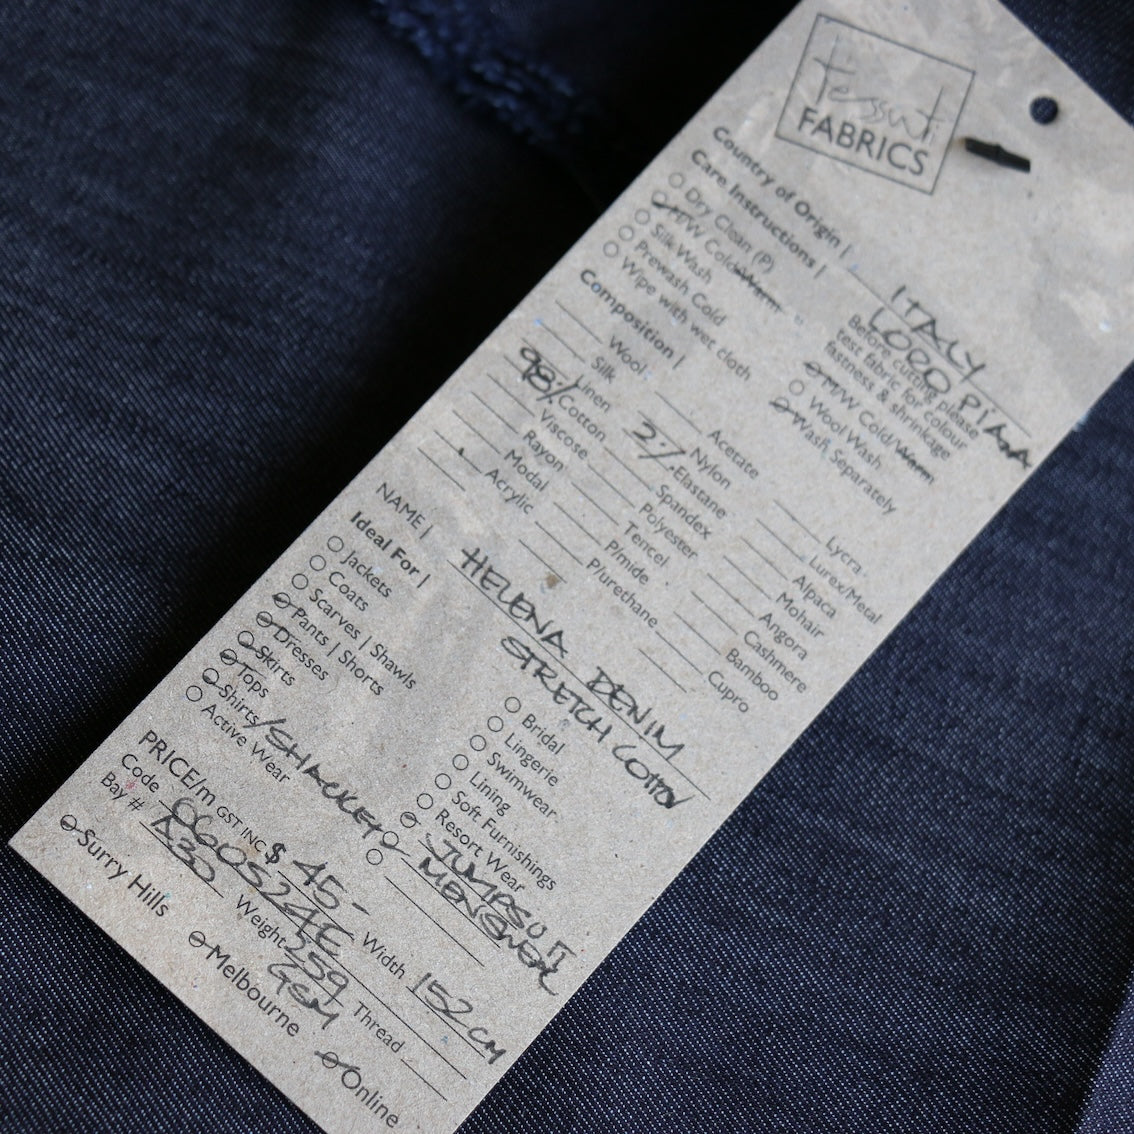 Tessuti
FABRICS
Country of Origin | ITALY
LORO PIANA
Care Instructions |
Dry Clean (P)
M/W Cold/Warm
Silk Wash
Prewash Cold
Wipe with wet cloth
Before cutting please
test fabric for colour
fastness & shrinkage
M/W Cold/Warm
Wool Wash
Wash Separately
Composition |
Wool
Silk
Linen
98% Cotton
Viscose
Rayon
Modal
Acrylic
Acetate
Nylon
2% Elastane
Spandex
Polyester
Tencel
P/mide
P/urethane
Lycra
Lurex/Metal
Alpaca
Mohair
Angora
Cashmere
Bamboo
Cupro
NAME | HELENA DENIM
STRETCH COTTON
Ideal For |
Jackets
Coats
Scarves | Shawls
Pants | Shorts
Dresses
Skirts
Tops
Shirts/SHACKET
Active Wear
Bridal
Lingerie
Swimwear
Lining
Soft Furnishings
Resort Wear
JUMPSUIT
MENSWEAR
PRICE/m GST INC $ 45- Width 152CM
Code Weight 259 Thread
GSM
Bay # A30
Surry Hills Melbourne Online